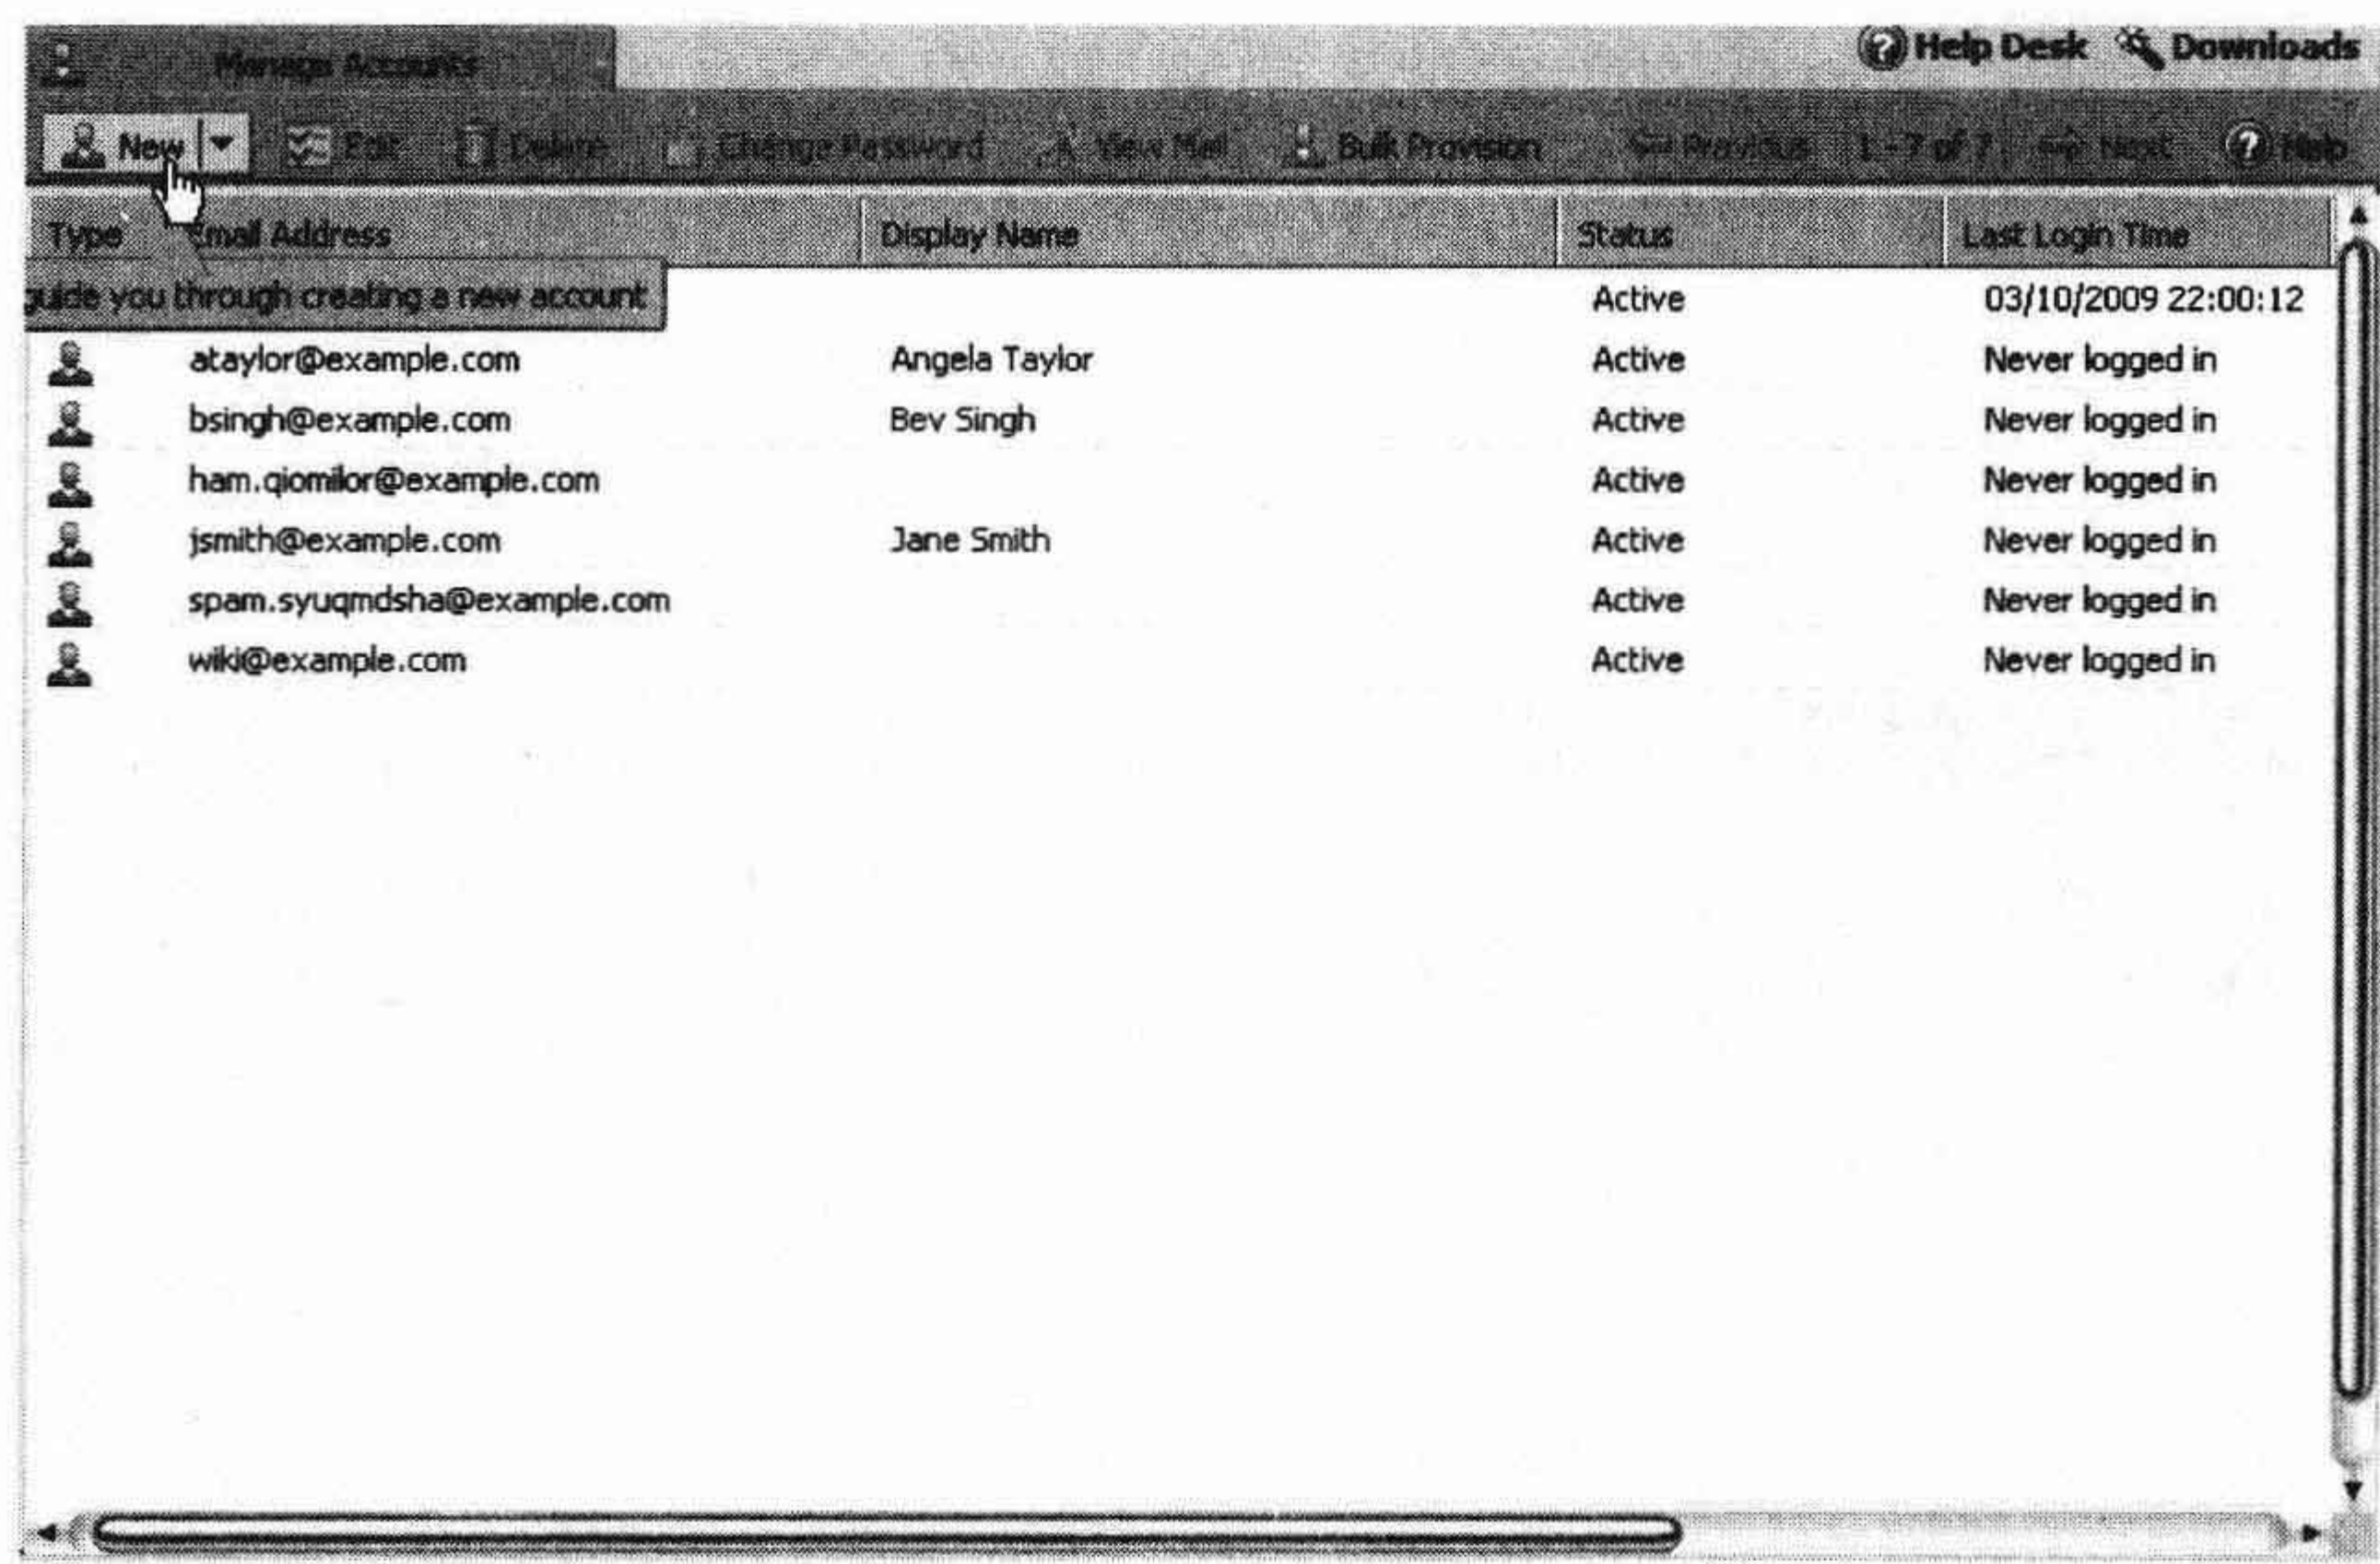 Help Desk Downloads
Manage Accounts
New Edit Delete Change Password View Mail Bulk Provision Previous 1 - 7 of 7 Next Help
Type Email Address Display Name Status Last Login Time
guide you through creating a new account Active 03/10/2009 22:00:12
ataylor@example.com Angela Taylor Active Never logged in
bsingh@example.com Bev Singh Active Never logged in
ham.qiomilor@example.com Active Never logged in
jsmith@example.com Jane Smith Active Never logged in
spam.syuqmdsha@example.com Active Never logged in
wiki@example.com Active Never logged in